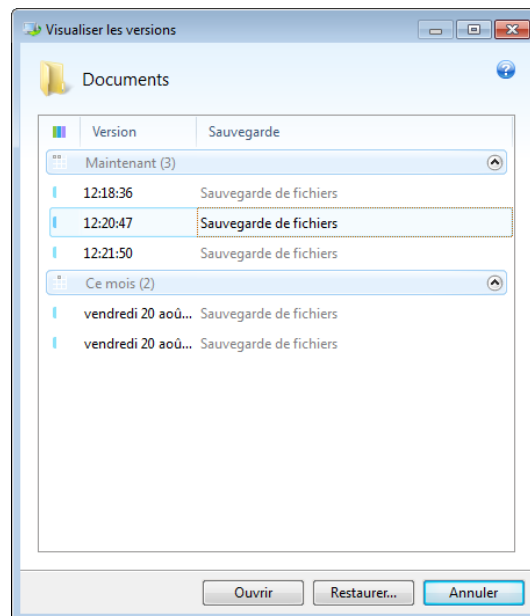 Visualiser les versions
Documents
Version Sauvegarde
Maintenant (3)
12:18:36 Sauvegarde de fichiers
12:20:47 Sauvegarde de fichiers
12:21:50 Sauvegarde de fichiers
Ce mois (2)
vendredi 20 aoû... Sauvegarde de fichiers
vendredi 20 aoû... Sauvegarde de fichiers
Ouvrir Restaurer... Annuler